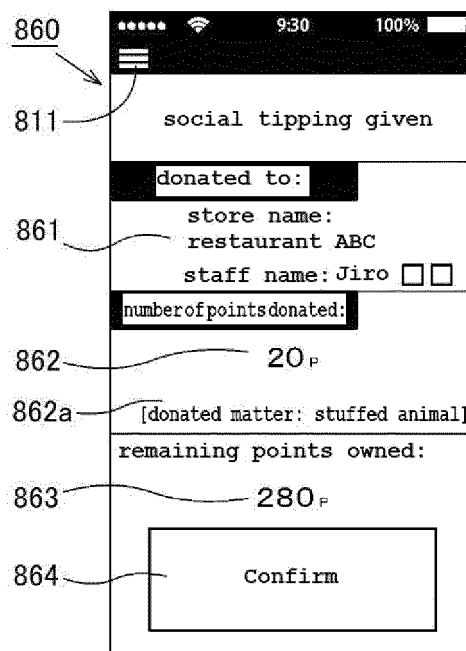 860
9:30 100%
811
social tipping given
donated to:
store name:
861
restaurant ABC
staff name: Jiro □□
number of points donated:
862
20P
862a
[donated matter: stuffed animal]
remaining points owned:
863
280P
864
Confirm